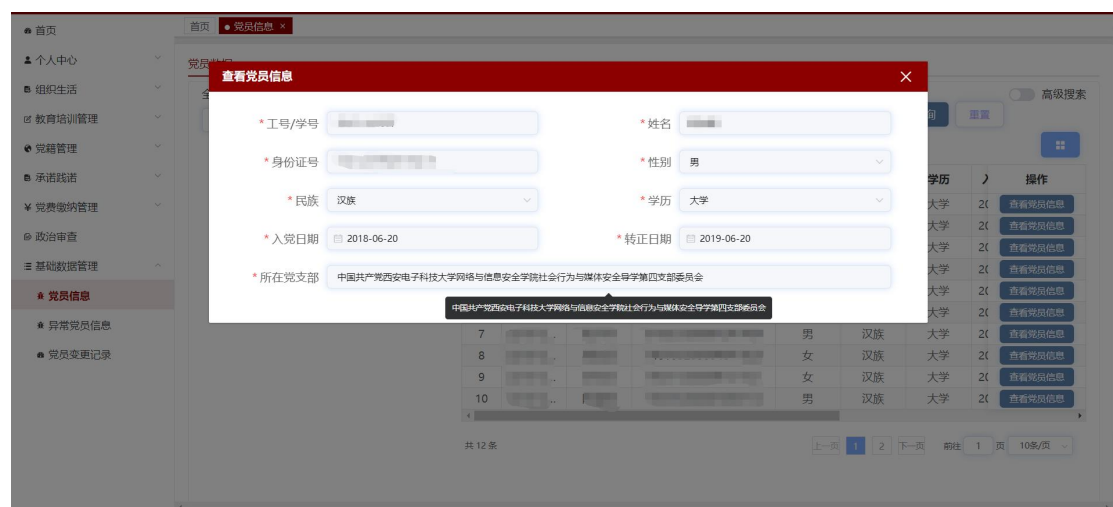 首页
个人中心
组织生活
教育培训管理
党籍管理
承诺践诺
党费缴纳管理
政治审查
基础数据管理
党员信息
异常党员信息
党员变更记录
首页 党员信息 ×
高级搜索
重置
查看党员信息
*工号/学号
*姓名
*身份证号
*性别 男
*民族 汉族
*学历 大学
*入党日期 2018-06-20
*转正日期 2019-06-20
*所在党支部 中国共产党西安电子科技大学网络与信息安全学院社会行为与媒体安全导学第四支部委员会
中国共产党西安电子科技大学网络与信息安全学院社会行为与媒体安全导学第四支部委员会
学历 操作
大学 20 查看党员信息
大学 20 查看党员信息
大学 20 查看党员信息
大学 20 查看党员信息
大学 20 查看党员信息
大学 20 查看党员信息
7 男 汉族 大学 20 查看党员信息
8 女 汉族 大学 20 查看党员信息
9 女 汉族 大学 20 查看党员信息
10 男 汉族 大学 20 查看党员信息
共 12 条
上一页 1 2 下一页 前往 1 页 10条/页